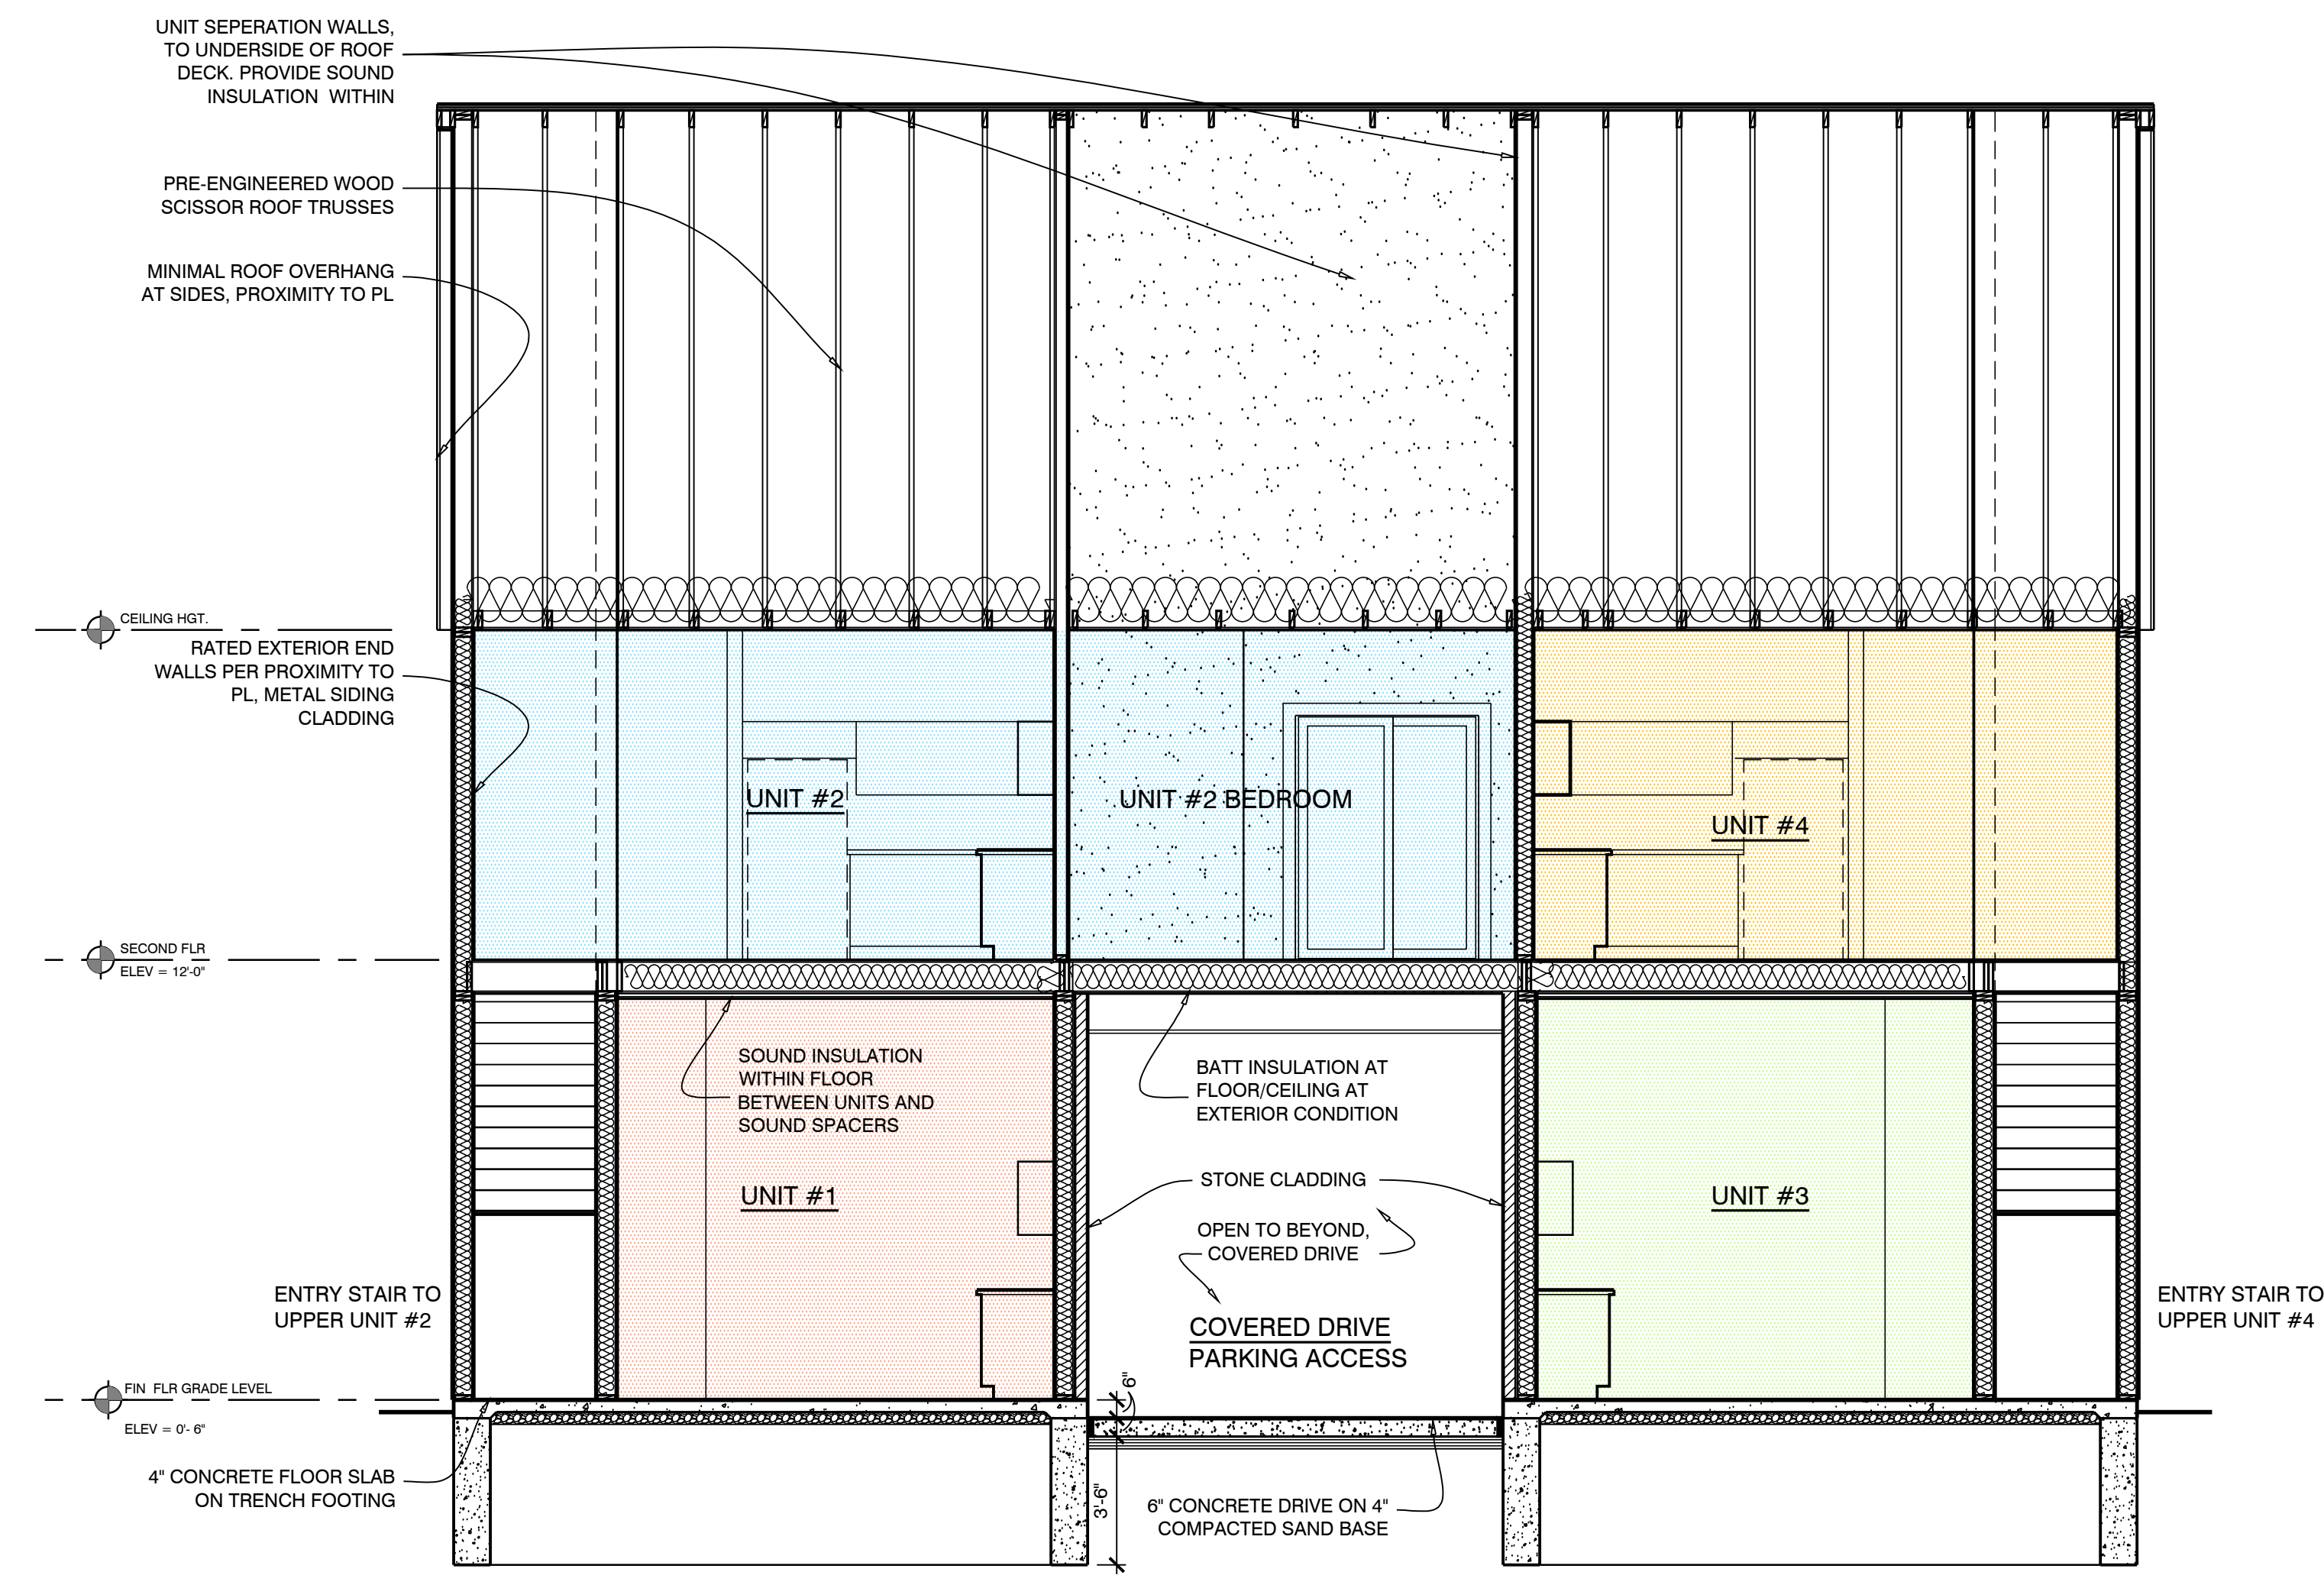 UNIT SEPERATION WALLS,
TO UNDERSIDE OF ROOF
DECK. PROVIDE SOUND
INSULATION WITHIN
PRE-ENGINEERED WOOD
SCISSOR ROOF TRUSSES
MINIMAL ROOF OVERHANG
AT SIDES, PROXIMITY TO PL
CEILING HGT.
RATED EXTERIOR END
WALLS PER PROXIMITY TO
PL, METAL SIDING
CLADDING
UNIT #2
UNIT #2 BEDROOM
UNIT #4
SECOND FLR
ELEV = 12'-0"
SOUND INSULATION
WITHIN FLOOR
BETWEEN UNITS AND
SOUND SPACERS
BATT INSULATION AT
FLOOR/CEILING AT
EXTERIOR CONDITION
STONE CLADDING
UNIT #1
UNIT #3
OPEN TO BEYOND,
COVERED DRIVE
ENTRY STAIR TO
UPPER UNIT #2
COVERED DRIVE
PARKING ACCESS
ENTRY STAIR TO
UPPER UNIT #4
FIN FLR GRADE LEVEL
ELEV = 0'- 6"
6"
3'-6"
4" CONCRETE FLOOR SLAB
ON TRENCH FOOTING
6" CONCRETE DRIVE ON 4"
COMPACTED SAND BASE